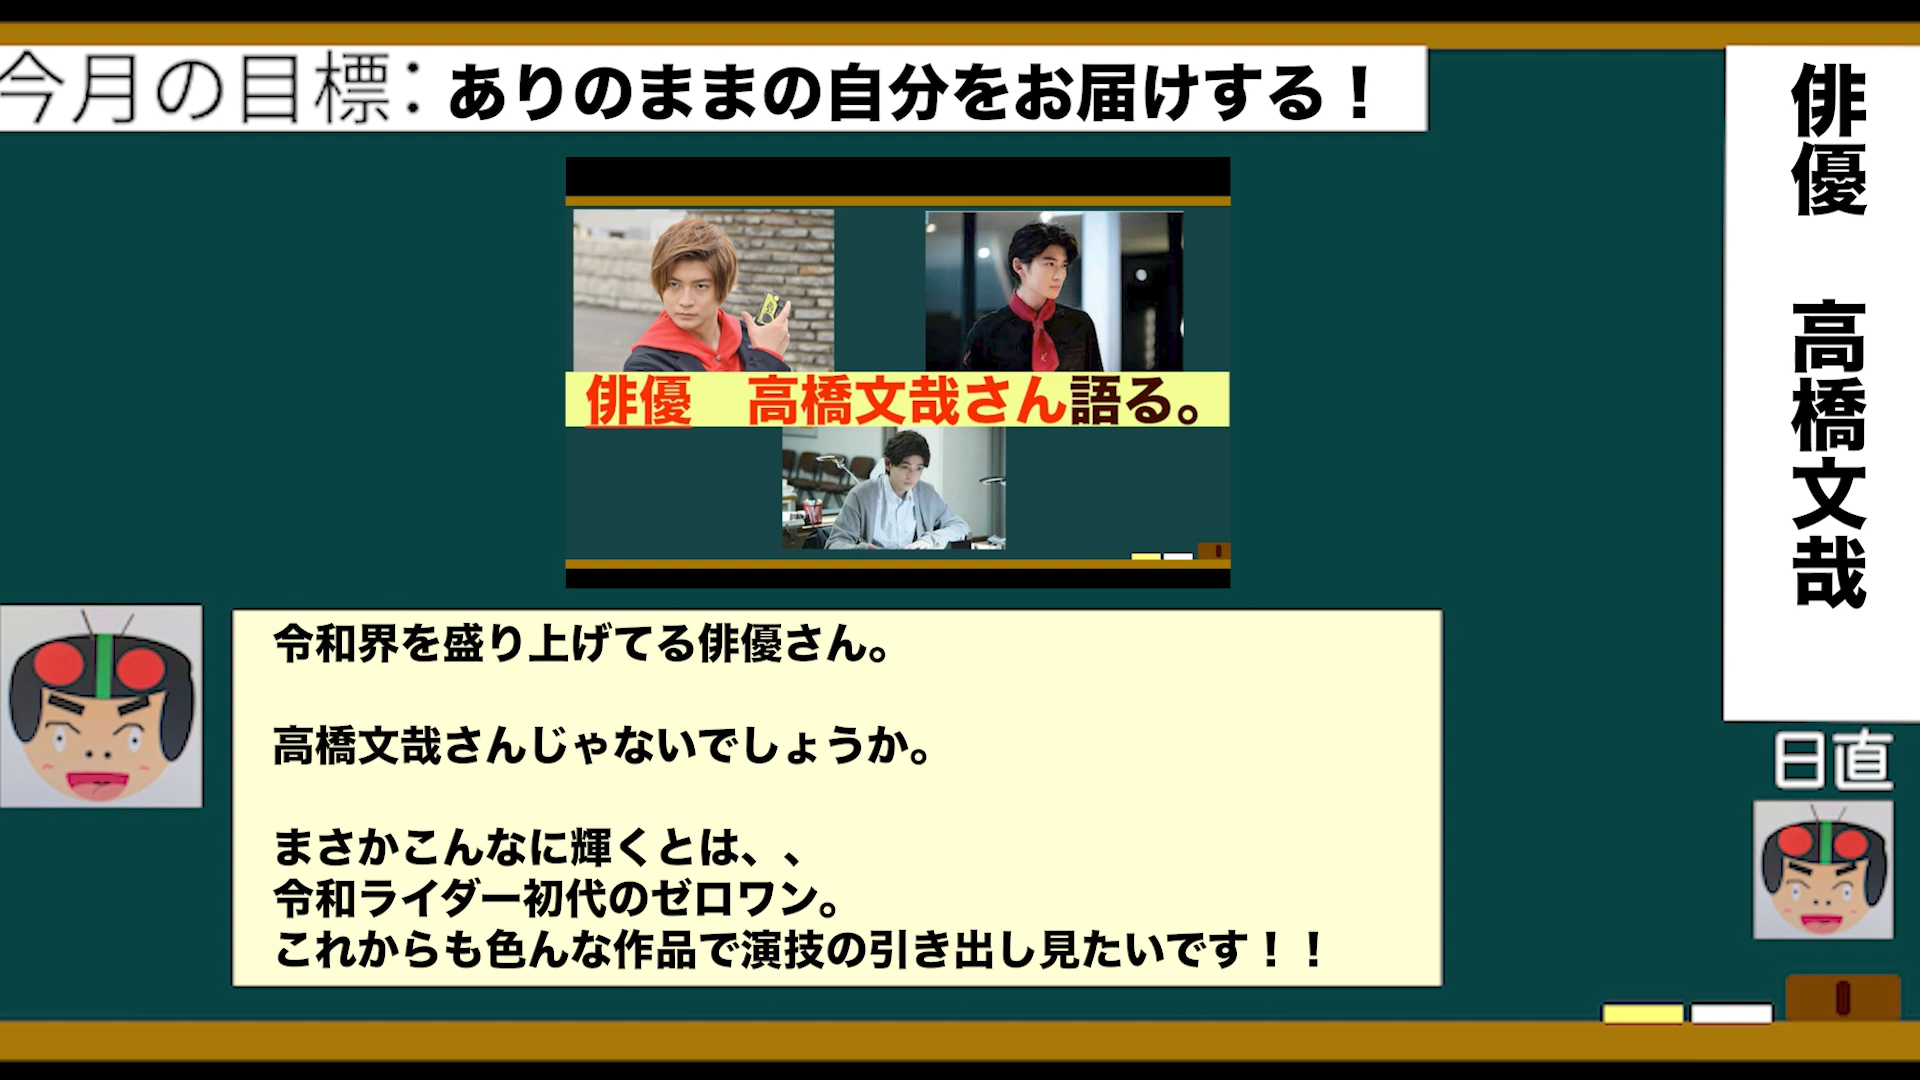 今月の目標：ありのままの自分をお届けする！
俳優　高橋文哉
俳優　高橋文哉さん語る。
令和界を盛り上げてる俳優さん。
高橋文哉さんじゃないでしょうか。
まさかこんなに輝くとは、、
令和ライダー初代のゼロワン。
これからも色んな作品で演技の引き出し見たいです！！
日直